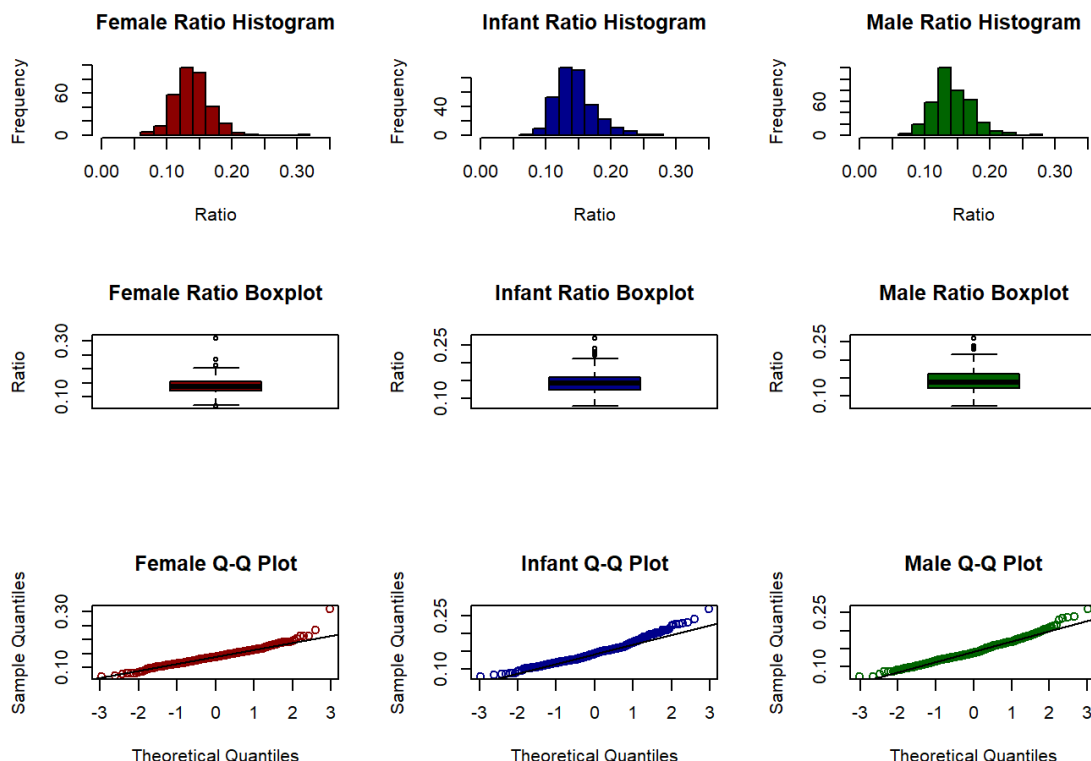 Female Ratio Histogram
Infant Ratio Histogram
Male Ratio Histogram
Frequency
0 60
0.00 0.10 0.20 0.30
Ratio
Frequency
0 40
0.00 0.10 0.20 0.30
Ratio
Frequency
0 60
0.00 0.10 0.20 0.30
Ratio
Female Ratio Boxplot
Infant Ratio Boxplot
Male Ratio Boxplot
Ratio
0.10 0.30
Ratio
0.10 0.25
Ratio
0.10 0.25
Female Q-Q Plot
Infant Q-Q Plot
Male Q-Q Plot
Sample Quantiles
0.10 0.30
-3 -2 -1 0 1 2 3
Theoretical Quantiles
Sample Quantiles
0.10 0.25
-3 -2 -1 0 1 2 3
Theoretical Quantiles
Sample Quantiles
0.10 0.25
-3 -2 -1 0 1 2 3
Theoretical Quantiles